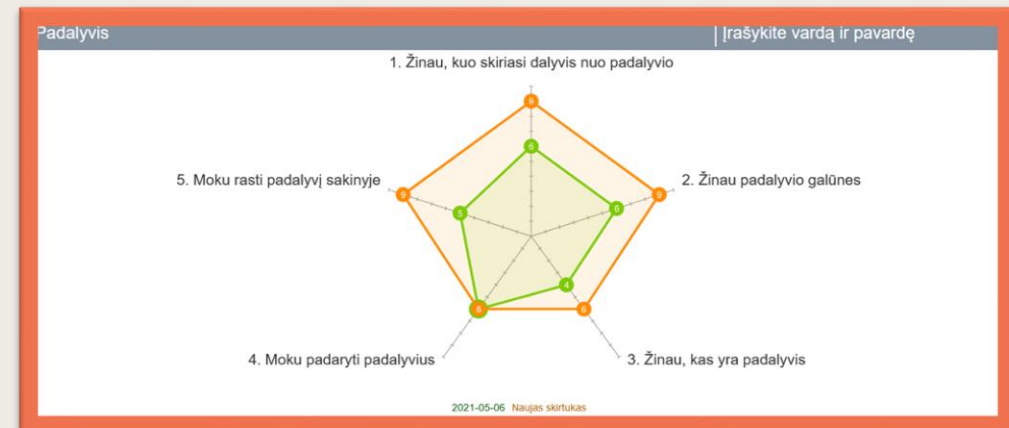 Padalyvis
Įrašykite vardą ir pavardę
1. Žinau, kuo skiriasi dalyvis nuo padalyvio
9
6
5. Moku rasti padalyvį sakinyje
2. Žinau padalyvio galūnes
9
5
6
9
4
6
6
4. Moku padaryti padalyvius
3. Žinau, kas yra padalyvis
2021-05-06 Naujas skirtukas